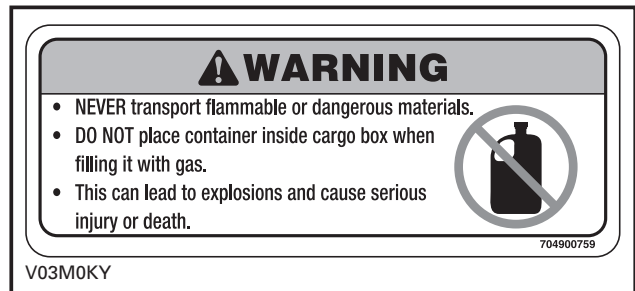 WARNING
• NEVER transport flammable or dangerous materials.
• DO NOT place container inside cargo box when
filling it with gas.
• This can lead to explosions and cause serious
injury or death.
704900759
V03M0KY